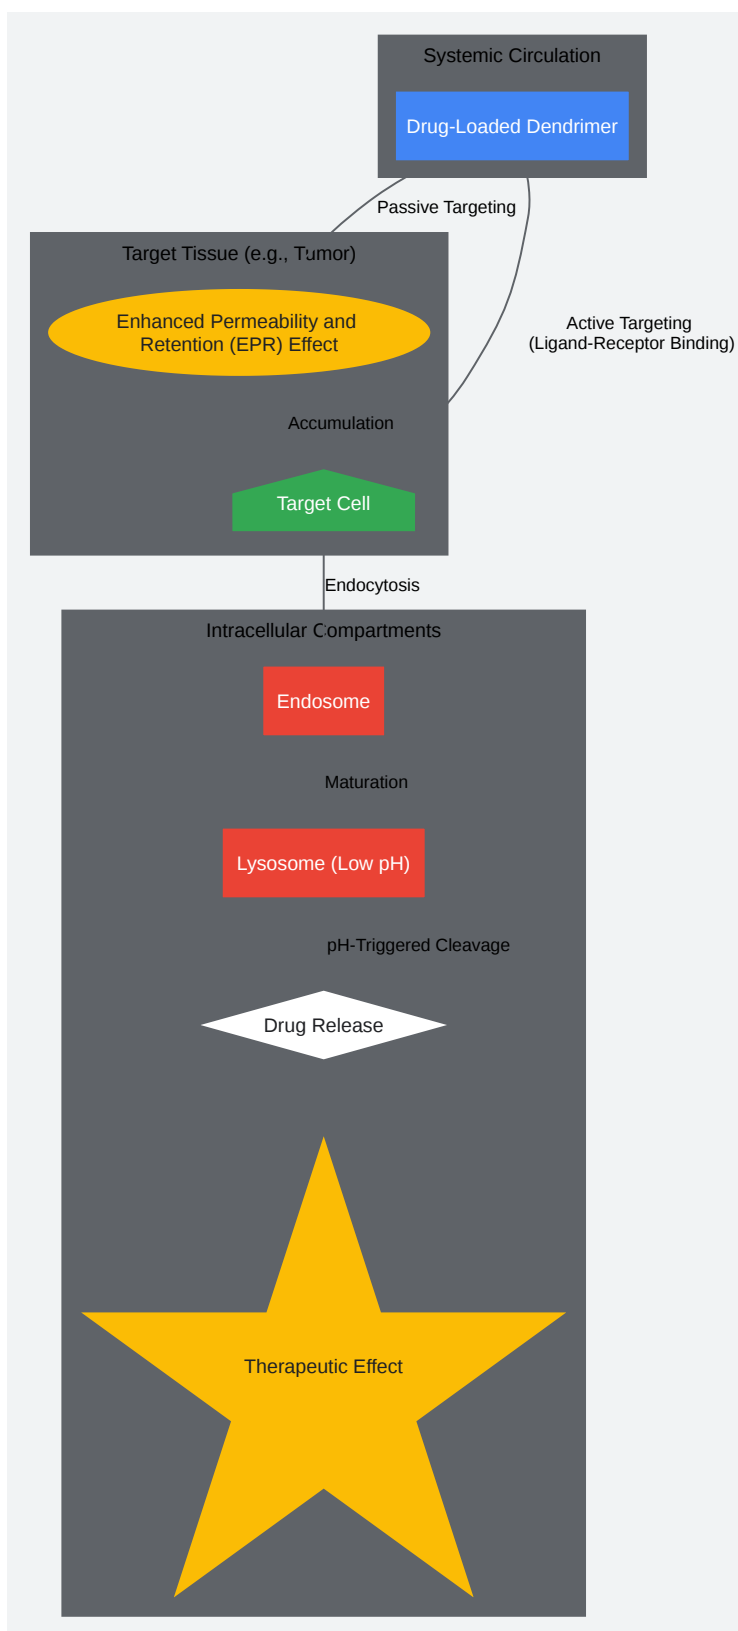 Systemic Circulation
Drug-Loaded Dendrimer
Passive Targeting
Target Tissue (e.g., Tumor)
Enhanced Permeability and
Retention (EPR) Effect
Active Targeting
(Ligand-Receptor Binding)
Accumulation
Target Cell
Endocytosis
Intracellular Compartments
Endosome
Maturation
Lysosome (Low pH)
pH-Triggered Cleavage
Drug Release
Therapeutic Effect